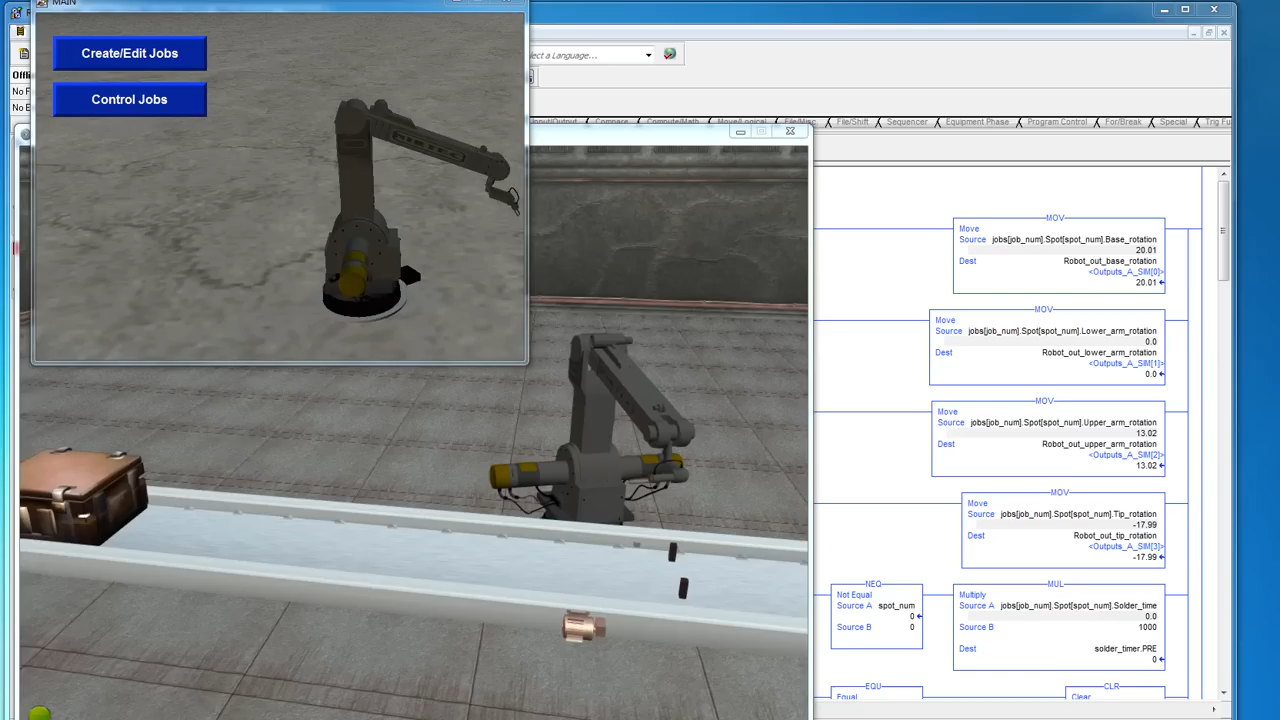 MAIN
Create/Edit Jobs
Control Jobs
elect a Language...
Input/Output Compare Compute/Math Move/Logical File/Misc File/Shift Sequencer Equipment Phase Program Control For/Break Special Trig Fu
MOV
Move
Source jobs[job_num].Spot[spot_num].Base_rotation
20.01
Dest Robot_out_base_rotation
<Outputs_A_SIM[0]>
20.01
MOV
Move
Source jobs[job_num].Spot[spot_num].Lower_arm_rotation
0.0
Dest Robot_out_lower_arm_rotation
<Outputs_A_SIM[1]>
0.0
MOV
Move
Source jobs[job_num].Spot[spot_num].Upper_arm_rotation
13.02
Dest Robot_out_upper_arm_rotation
<Outputs_A_SIM[2]>
13.02
MOV
Move
Source jobs[job_num].Spot[spot_num].Tip_rotation
-17.99
Dest Robot_out_tip_rotation
<Outputs_A_SIM[3]>
-17.99
NEQ
Not Equal
Source A spot_num
0
Source B 0
MUL
Multiply
Source A jobs[job_num].Spot[spot_num].Solder_time
0.0
Source B 1000
Dest solder_timer.PRE
0
EQU
Equal
CLR
Clear
Offli
No F
No E